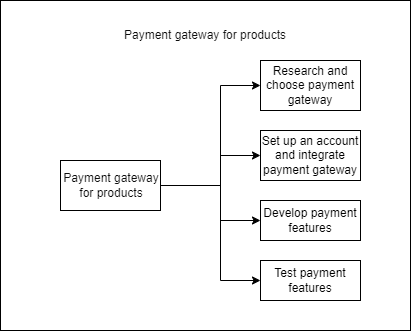 Payment gateway for products
Research and
choose payment
gateway
Set up an account
and integrate
payment gateway
Payment gateway
for products
Develop payment
features
Test payment
features